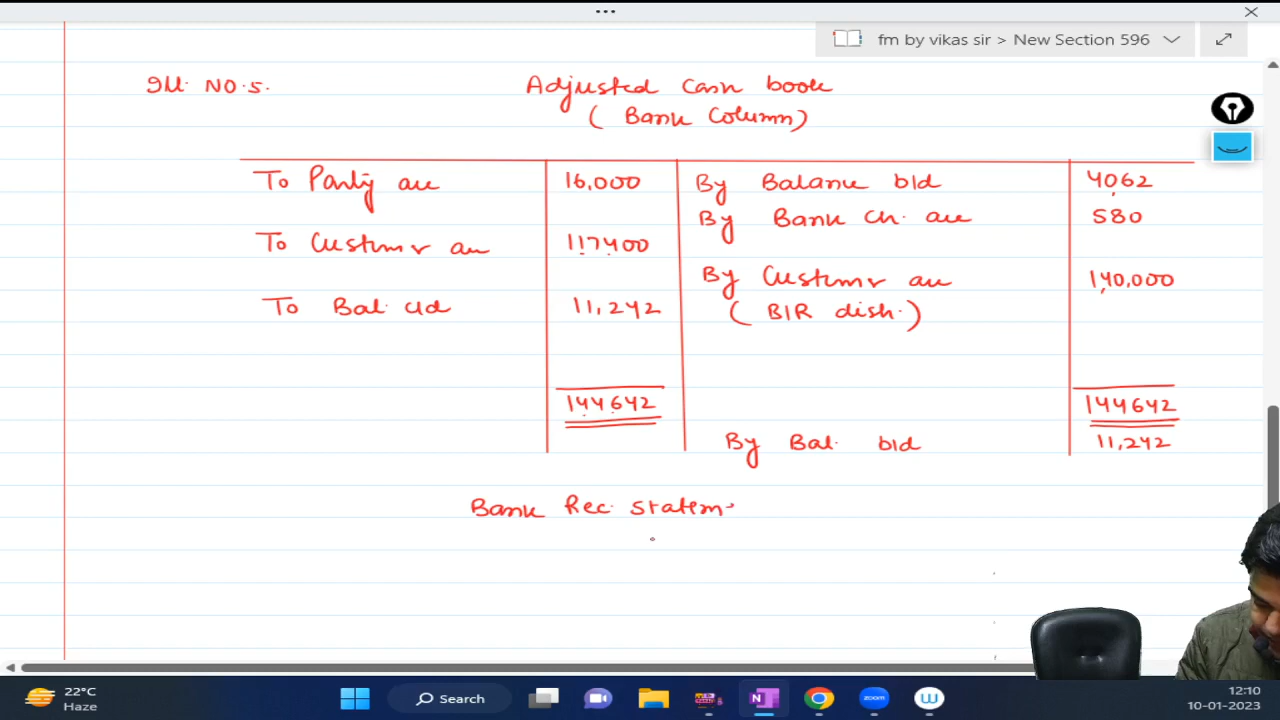 fm by vikas sir > New Section 596
Ill. NO. 5. Adjusted Cash book
( Bank Column)
To Party a/c 16,000 By Balance b/d 4062
By Bank Ch. a/c 580
To Customer a/c 117400
By Customer a/c 140,000
To Bal. c/d 11,242 ( B/R dish.)
144642 144642
By Bal. b/d 11,242
Bank Rec. Statem
22°C
Haze
Search
zoom
12:10
10-01-2023